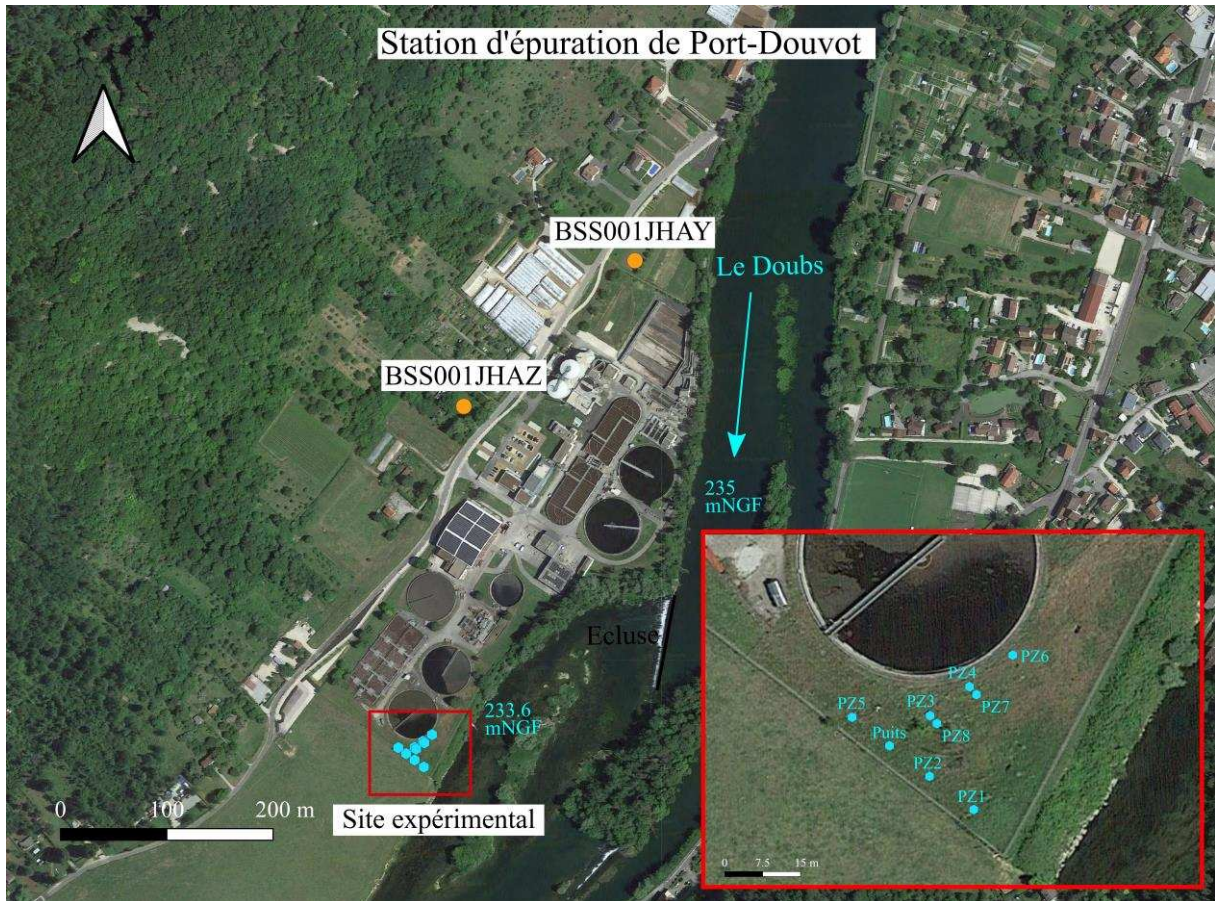 Station d'épuration de Port-Douvot
BSS001JHAY
Le Doubs
BSS001JHAZ
235
mNGF
Ecluse
233.6
mNGF
0 100 200 m
Site expérimental
PZ6
PZ4
PZ7
PZ5
PZ3
PZ8
Puits
PZ2
PZ1
0 7.5 15 m